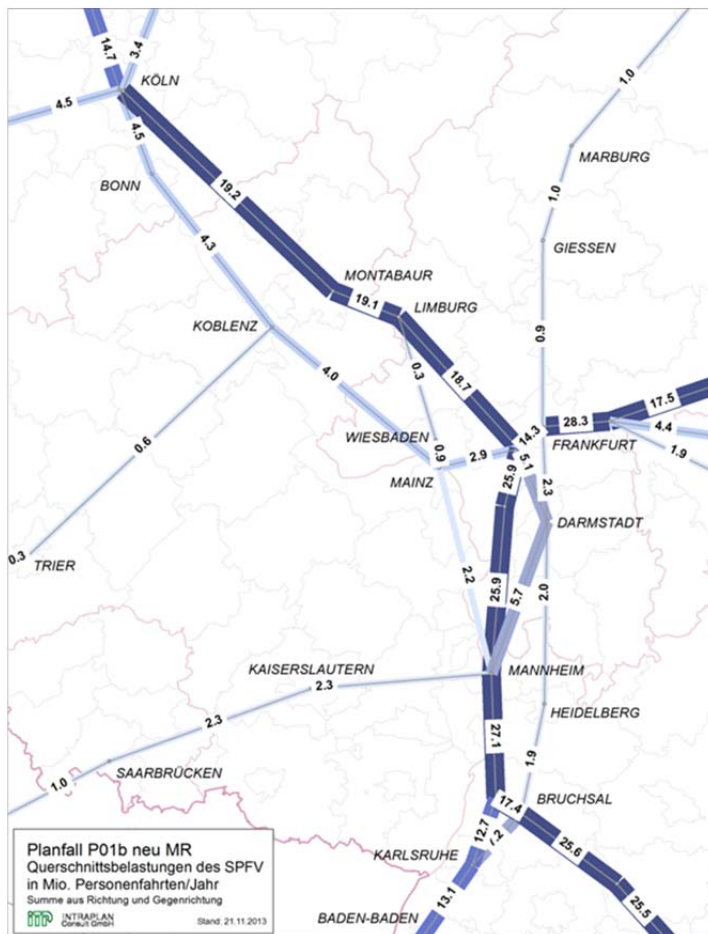 14.7
3.4
KÖLN
4.5
4.5
1.0
MARBURG
BONN
19.2
1.0
4.3
GIESSEN
MONTABAUR
19.1
LIMBURG
KOBLENZ
0.9
0.3
18.7
4.0
17.5
14.3
28.3
4.4
WIESBADEN
FRANKFURT
0.6
0.9
2.9
5.1
1.9
MAINZ
25.9
2.3
DARMSTADT
0.3
TRIER
2.2
25.9
5.7
2.0
KAISERSLAUTERN
2.3
MANNHEIM
2.3
27.1
HEIDELBERG
1.0
SAARBRÜCKEN
1.9
17.4
BRUCHSAL
12.7
25.6
KARLSRUHE
7.2
13.1
25.5
BADEN-BADEN
Planfall P01b neu MR
Querschnittsbelastungen des SPFV
in Mio. Personenfahrten/Jahr
Summe aus Richtung und Gegenrichtung
itp INTRAPLAN
Consult GmbH
Stand: 21.11.2013